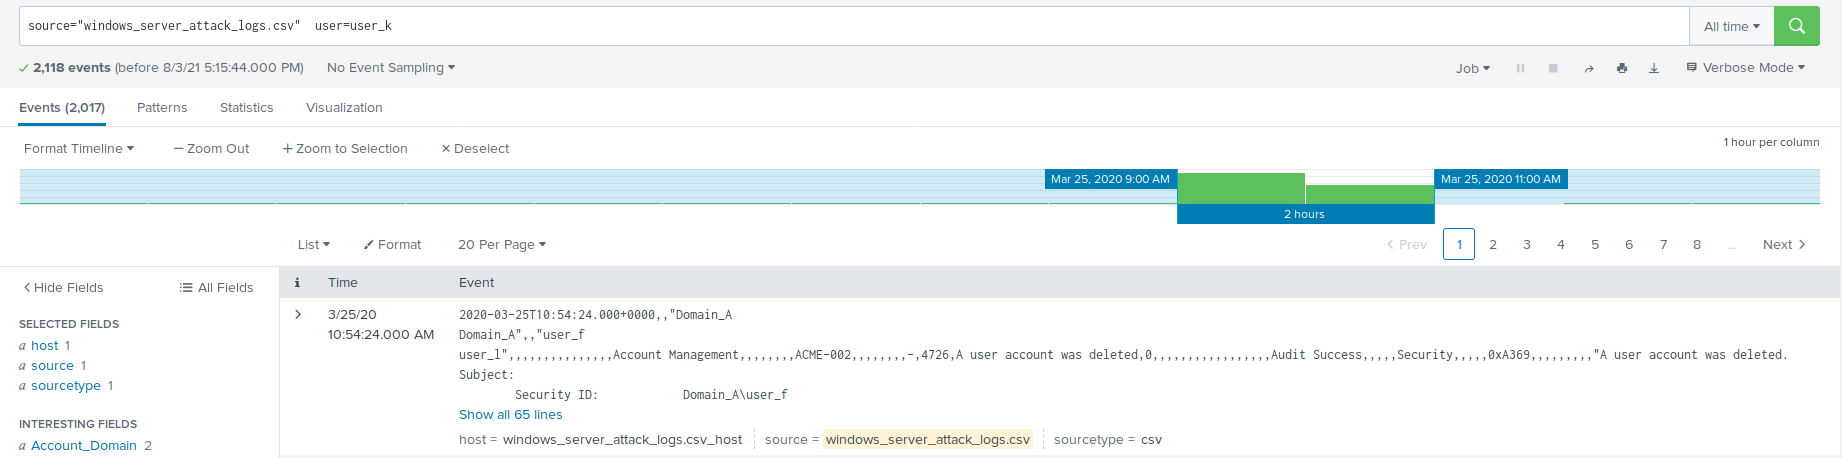 source="windows_server_attack_logs.csv"  user=user_k
All time
2,118 events (before 8/3/21 5:15:44.000 PM)
No Event Sampling
Job
Verbose Mode
Events (2,017)
Patterns
Statistics
Visualization
Format Timeline
— Zoom Out
+ Zoom to Selection
× Deselect
1 hour per column
Mar 25, 2020 9:00 AM
Mar 25, 2020 11:00 AM
2 hours
List
Format
20 Per Page
< Prev
1
2
3
4
5
6
7
8
...
Next >
< Hide Fields
All Fields
i
Time
Event
SELECTED FIELDS
a host 1
a source 1
a sourcetype 1
INTERESTING FIELDS
a Account_Domain 2
>
3/25/20
10:54:24.000 AM
2020-03-25T10:54:24.000+0000,,"Domain_A
Domain_A",,"user_f
user_l",,,,,,,,,,,,,,,Account Management,,,,,,,,ACME-002,,,,,,,,-,4726,A user account was deleted,0,,,,,,,,,,,,,,,,,Audit Success,,,,,Security,,,,,0xA369,,,,,,,,,"A user account was deleted.
Subject:
Security ID: Domain_A\user_f
Show all 65 lines
host = windows_server_attack_logs.csv_host
source = windows_server_attack_logs.csv
sourcetype = csv